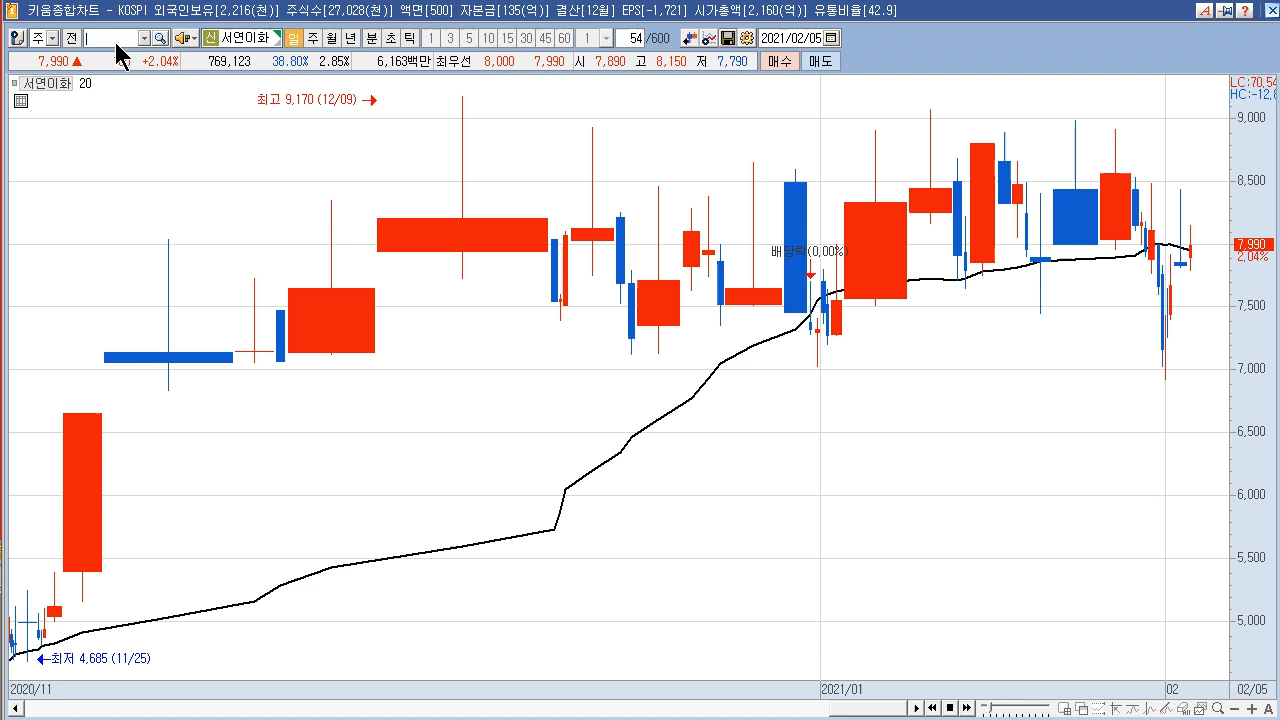 키움종합차트 - KOSPI 외국인보유[2,216(천)] 주식수[27,028(천)] 액면[500] 자본금[135(억)] 결산[12월] EPS[-1,721] 시가총액[2,160(억)] 유통비율[42.9]
주 전 신 서연이화 일 주 월 년 분 초 틱 1 3 5 10 15 30 45 60 1 54 /600 2021/02/05
7,990 ▲ +2.04% 769,123 38.80% 2.85% 6,163백만 최우선 8,000 7,990 시 7,890 고 8,150 저 7,790 매수 매도
서연이화 20
LC:70,54
HC:-12,8
최고 9,170 (12/09) →
9,000
8,500
배당락(0,00%)
7,990
2.04%
7,500
7,000
6,500
6,000
5,500
5,000
←최저 4,685 (11/25)
2020/11 2021/01 02 02/05
A